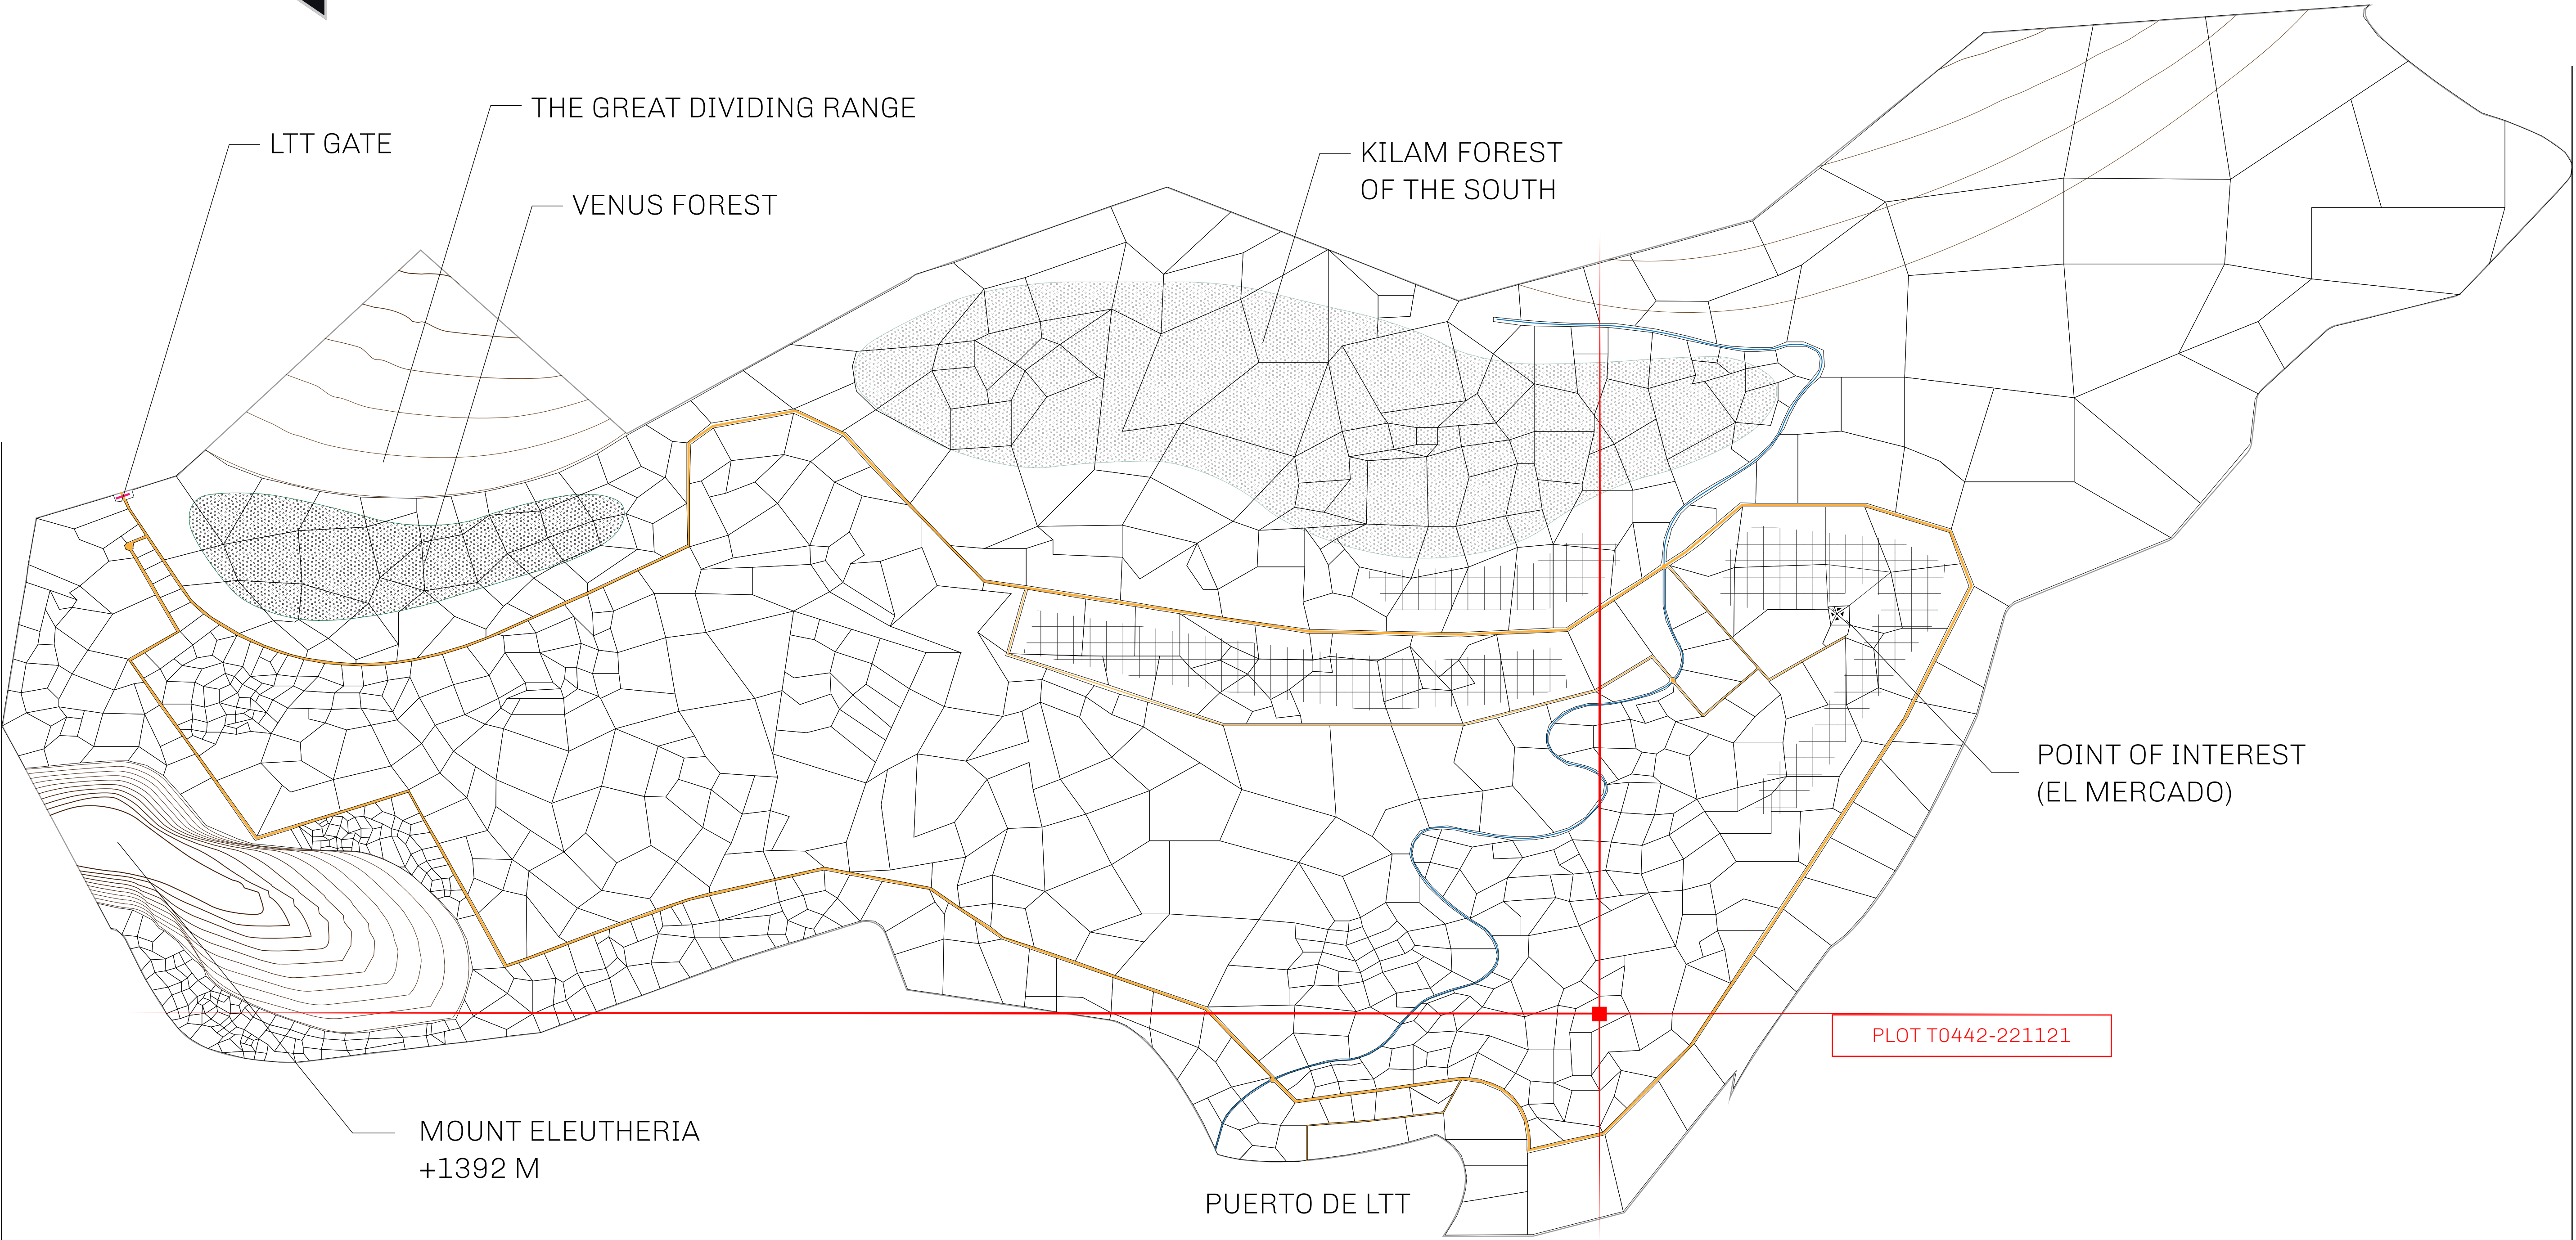 THE GREAT DIVIDING RANGE
LTT GATE
VENUS FOREST
KILAM FOREST
OF THE SOUTH
POINT OF INTEREST
(EL MERCADO)
PLOT T0442-221121
MOUNT ELEUTHERIA
+1392 M
PUERTO DE LTT